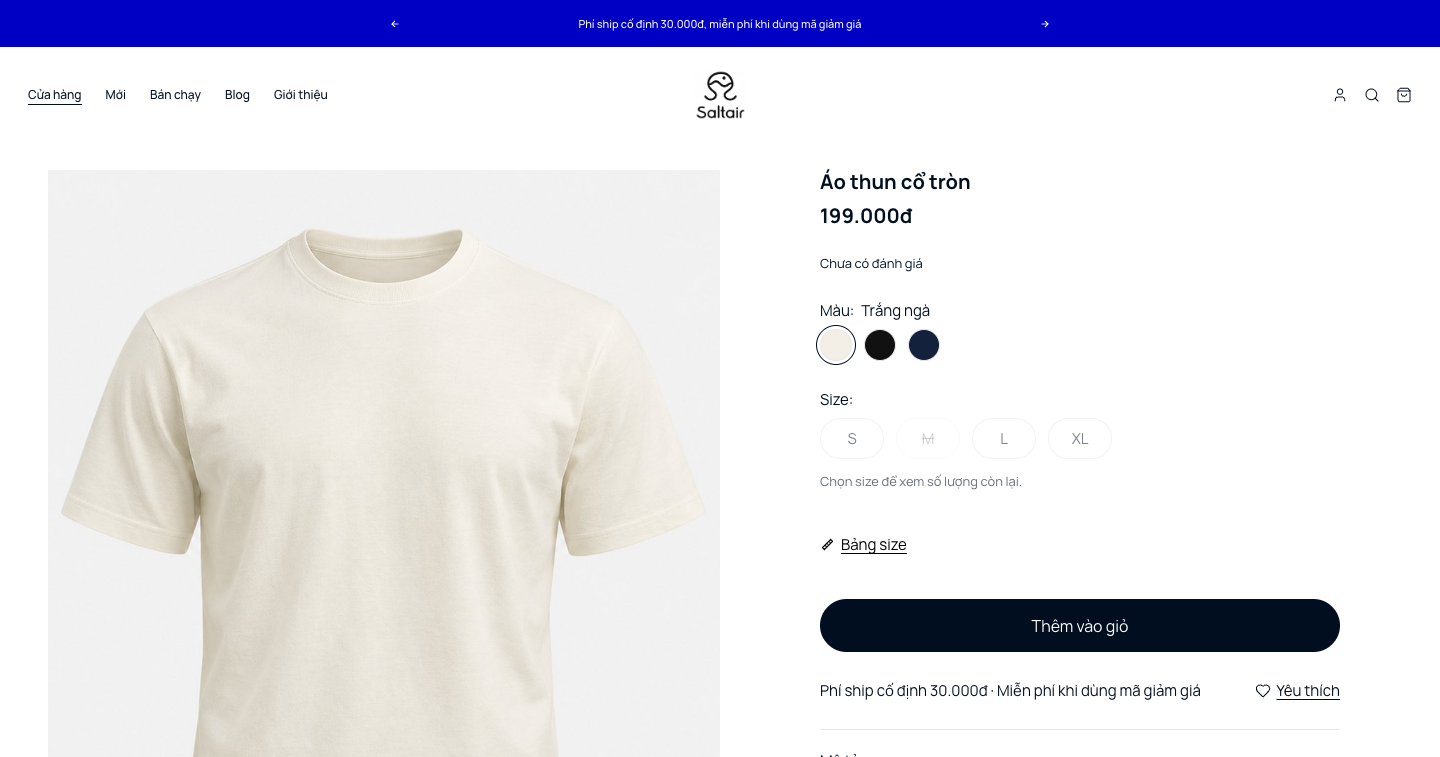 Phí ship cố định 30.000đ, miễn phí khi dùng mã giảm giá
Cửa hàng
Mới
Bán chạy
Blog
Giới thiệu
Saltair
Áo thun cổ tròn
199.000đ
Chưa có đánh giá
Màu: Trắng ngà
Size:
S
M
L
XL
Chọn size để xem số lượng còn lại.
Bảng size
Thêm vào giỏ
Phí ship cố định 30.000đ · Miễn phí khi dùng mã giảm giá
Yêu thích